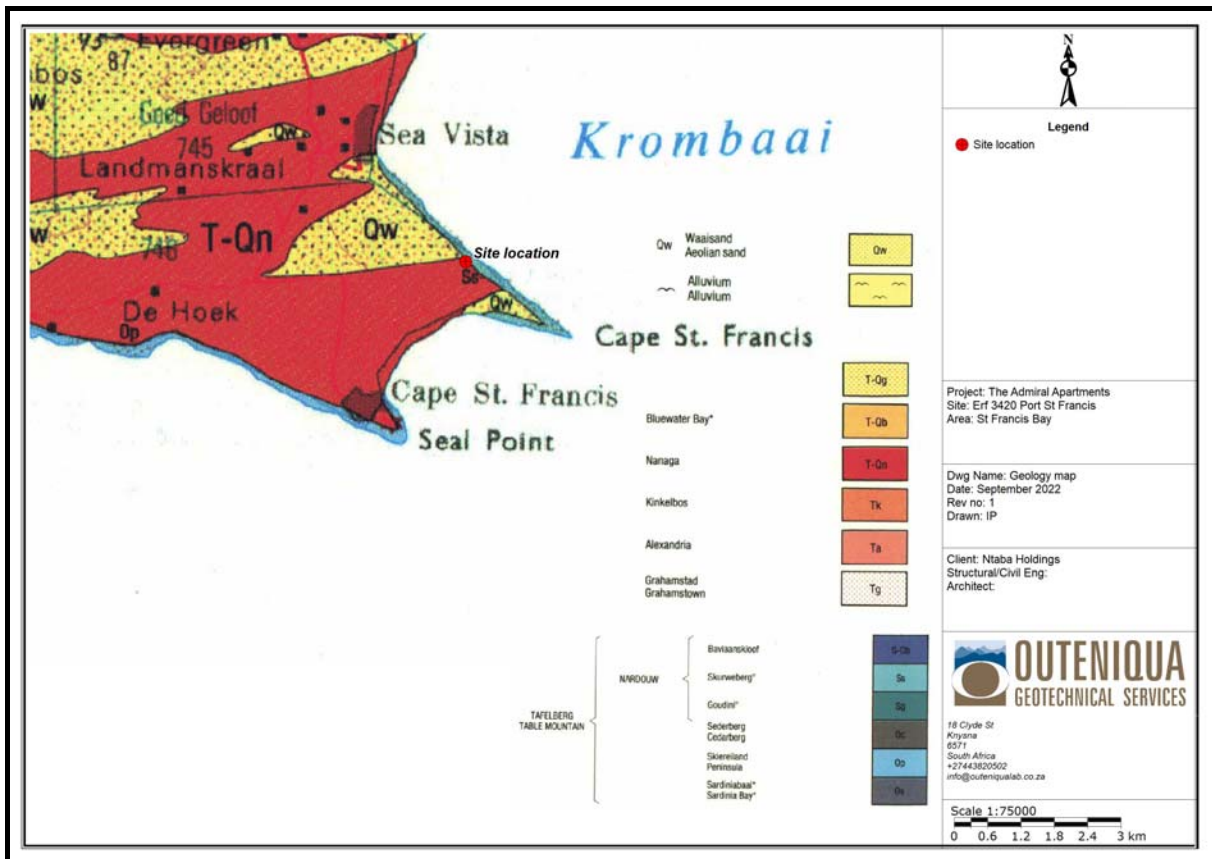 Evergreen
93
87
bos
w
Goed Geloof
Qw
745
Sea Vista
Krombaai
Landmanskraal
w
T-Qn
Qw
746
Site location
Ss
Qw
De Hoek
Op
Cape St. Francis
Cape St. Francis
Seal Point
Qw
Waaisand
Aeolian sand
Qw
Alluvium
Alluvium
T-Qg
Bluewater Bay*
T-Qb
Nanaga
T-Qn
Kinkelbos
Tk
Alexandria
Ta
Grahamstad
Grahamstown
Tg
TAFELBERG
TABLE MOUNTAIN
NARDOUW
Baviaanskloof
S-Db
Skurweberg*
Ss
Goudini*
Sg
Sederberg
Cedarberg
Oc
Skiereiland
Peninsula
Op
Sardiniabaai*
Sardinia Bay*
Os
N
Legend
Site location
Project: The Admiral Apartments
Site: Erf 3420 Port St Francis
Area: St Francis Bay
Dwg Name: Geology map
Date: September 2022
Rev no: 1
Drawn: IP
Client: Ntaba Holdings
Structural/Civil Eng:
Architect:
OUTENIQUA
GEOTECHNICAL SERVICES
18 Clyde St
Knysna
6571
South Africa
+27443820502
info@outeniqualab.co.za
Scale 1:75000
0 0.6 1.2 1.8 2.4 3 km